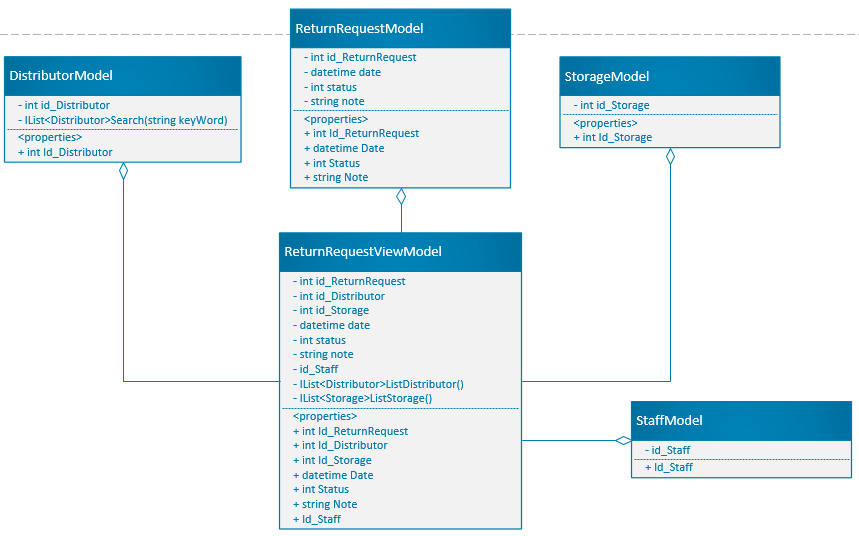 ReturnRequestModel
- int id_ReturnRequest
- datetime date
- int status
- string note
<properties>
+ int Id_ReturnRequest
+ datetime Date
+ int Status
+ string Note
DistributorModel
- int id_Distributor
- IList<Distributor>Search(string keyWord)
<properties>
+ int Id_Distributor
StorageModel
- int id_Storage
<properties>
+ int Id_Storage
ReturnRequestViewModel
- int id_ReturnRequest
- int id_Distributor
- int id_Storage
- datetime date
- int status
- string note
- id_Staff
- IList<Distributor>ListDistributor()
- IList<Storage>ListStorage()
<properties>
+ int Id_ReturnRequest
+ int Id_Distributor
+ int Id_Storage
+ datetime Date
+ int Status
+ string Note
+ Id_Staff
StaffModel
- id_Staff
+ Id_Staff